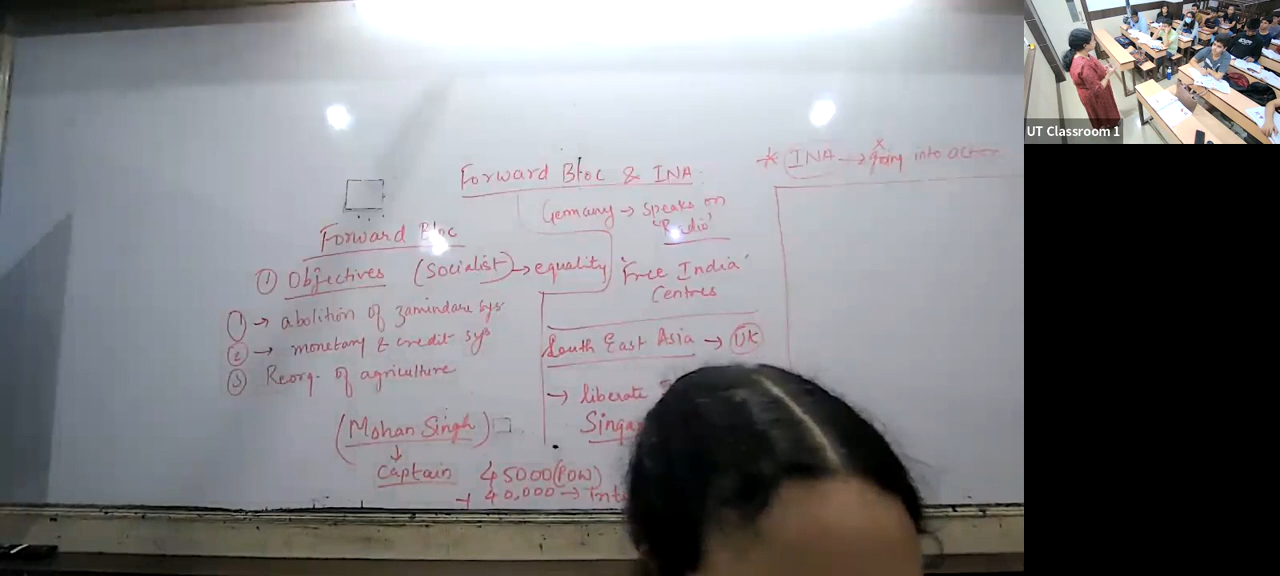 Forward Bloc & INA
Forward Bloc
① Objectives (Socialist) → equality
① → abolition of zamindare sys
② → monetary & credit sys
③ Reorg. of agriculture
(Mohan Singh)
↓
Captain 45000 (POW)
→ 40,000 →
Germany → speaks on
'Radio'
'Free India'
Centres
South East Asia → UK
→ liberate
* INA → x going into action
UT Classroom 1